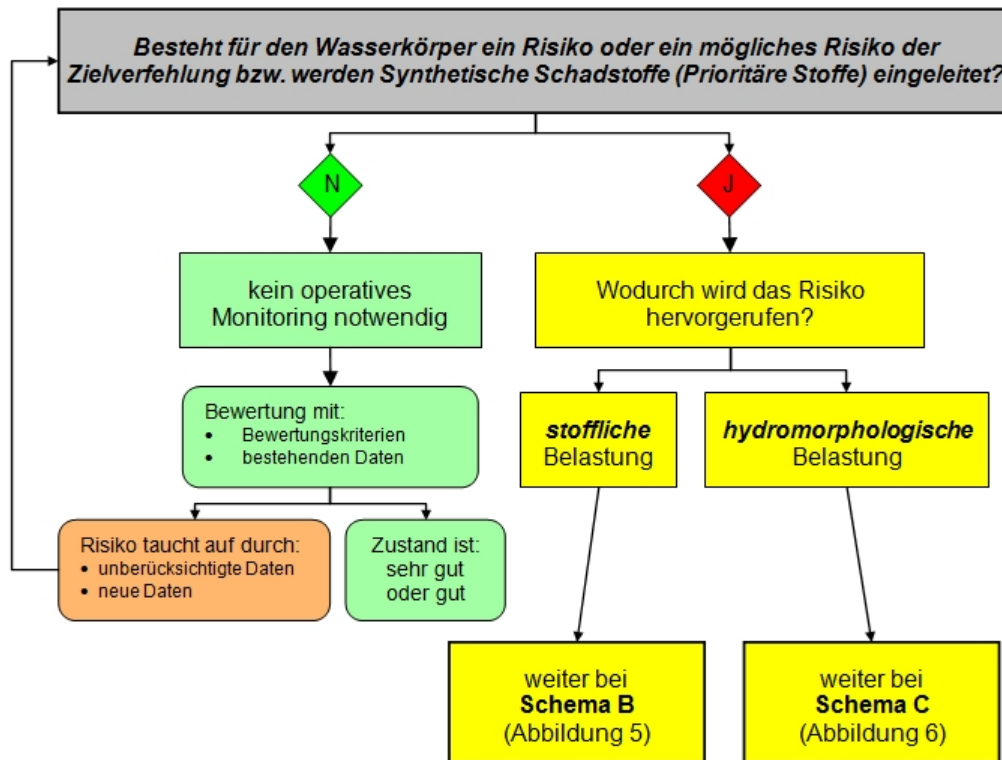 Besteht für den Wasserkörper ein Risiko oder ein mögliches Risiko der
Zielverfehlung bzw. werden Synthetische Schadstoffe (Prioritäre Stoffe) eingeleitet?
N
J
kein operatives
Monitoring notwendig
Wodurch wird das Risiko
hervorgerufen?
Bewertung mit:
• Bewertungskriterien
• bestehenden Daten
stoffliche
Belastung
hydromorphologische
Belastung
Risiko taucht auf durch:
• unberücksichtigte Daten
• neue Daten
Zustand ist:
sehr gut
oder gut
weiter bei
Schema B
(Abbildung 5)
weiter bei
Schema C
(Abbildung 6)